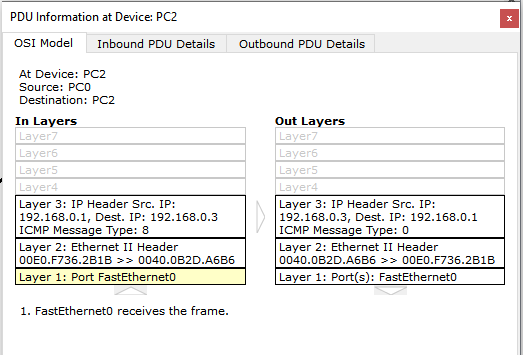 PDU Information at Device: PC2
x
OSI Model
Inbound PDU Details
Outbound PDU Details
At Device: PC2
Source: PC0
Destination: PC2
In Layers
Layer7
Layer6
Layer5
Layer4
Layer 3: IP Header Src. IP:
192.168.0.1, Dest. IP: 192.168.0.3
ICMP Message Type: 8
Layer 2: Ethernet II Header
00E0.F736.2B1B >> 0040.0B2D.A6B6
Layer 1: Port FastEthernet0
Out Layers
Layer7
Layer6
Layer5
Layer4
Layer 3: IP Header Src. IP:
192.168.0.3, Dest. IP: 192.168.0.1
ICMP Message Type: 0
Layer 2: Ethernet II Header
0040.0B2D.A6B6 >> 00E0.F736.2B1B
Layer 1: Port(s): FastEthernet0
1. FastEthernet0 receives the frame.